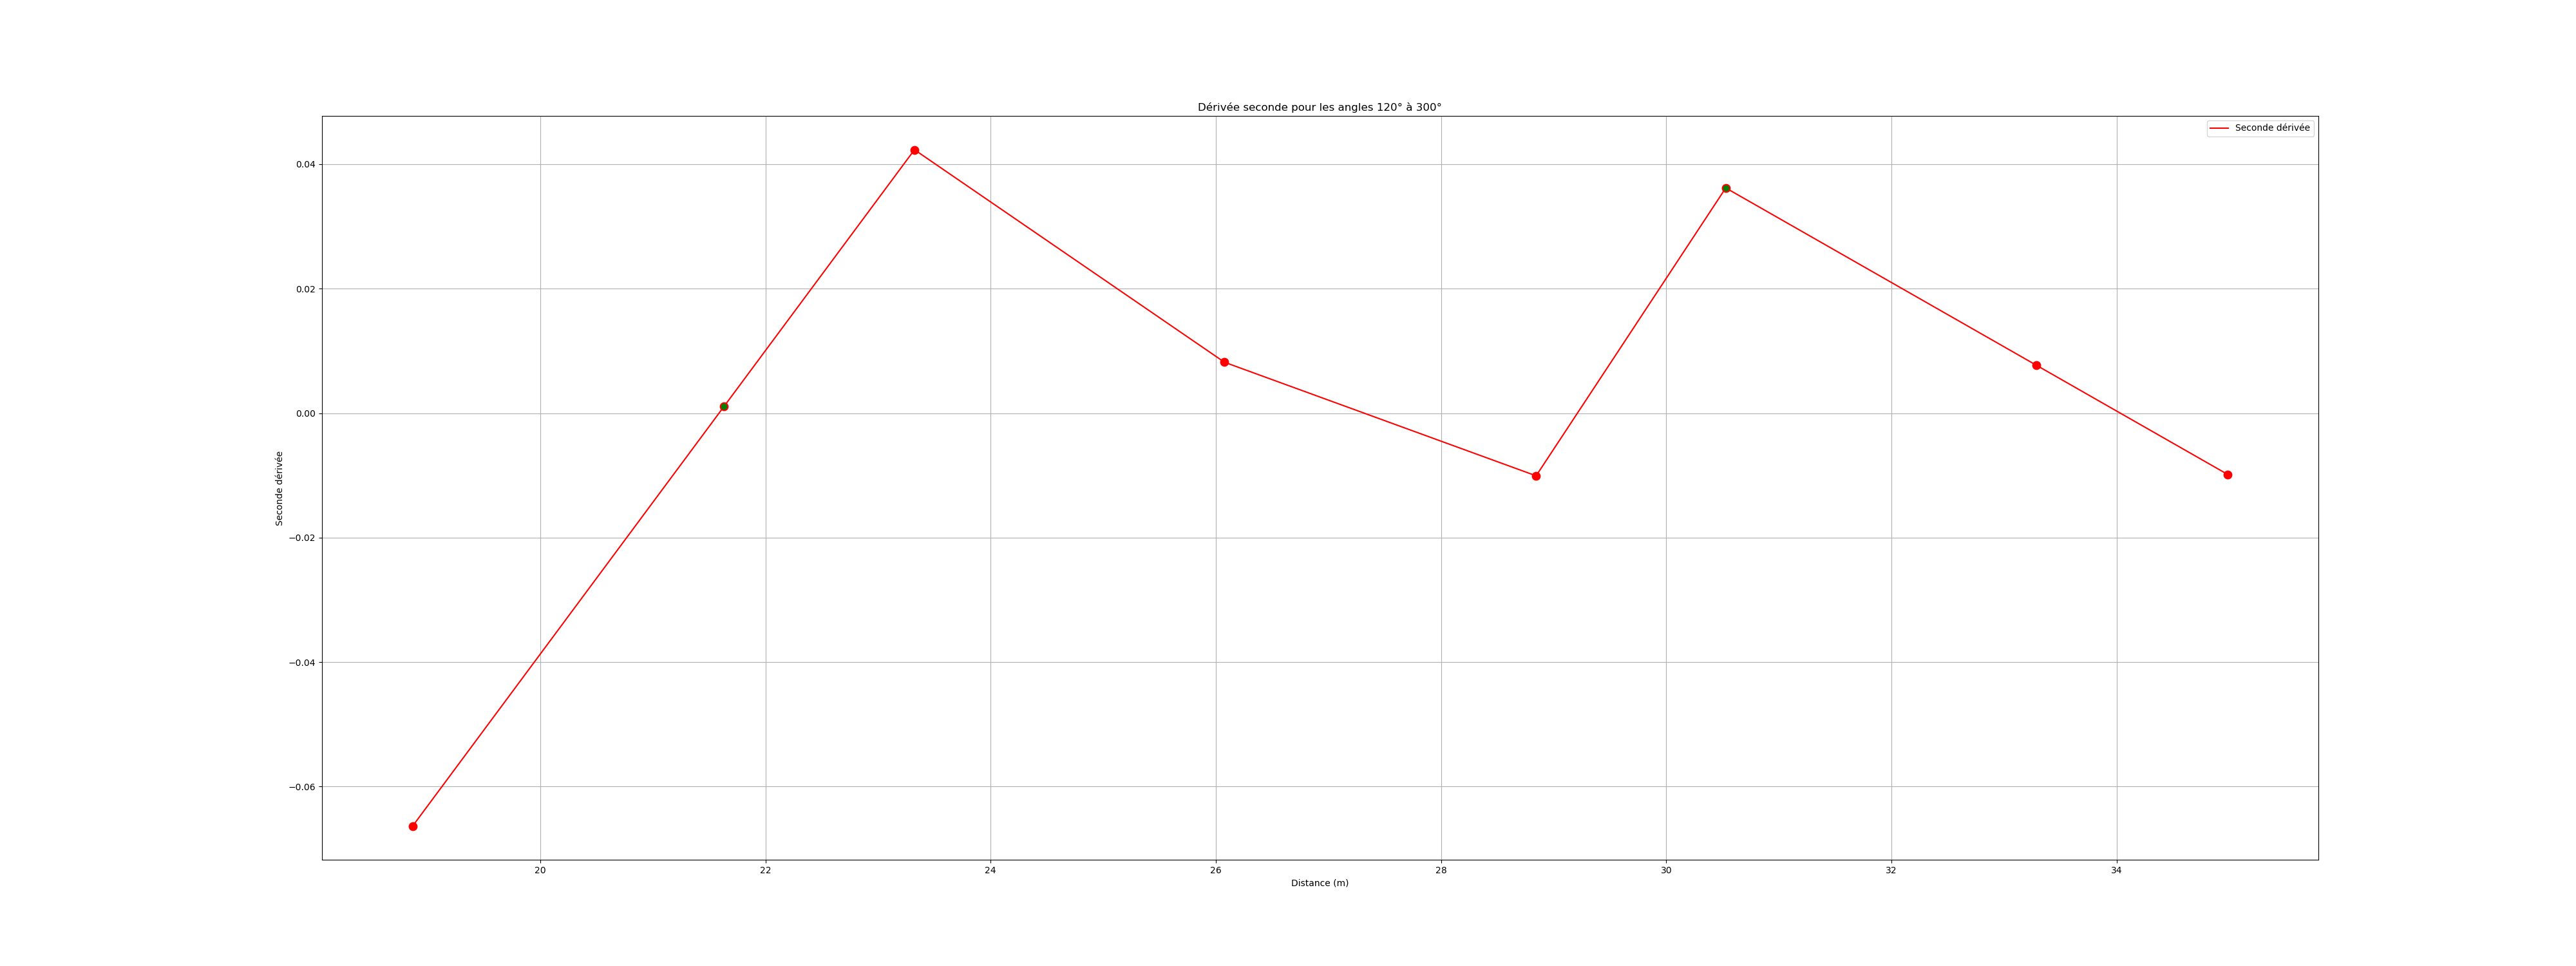 Dérivée seconde pour les angles 120° à 300°
Seconde dérivée
0.04
0.02
0.00
−0.02
−0.04
−0.06
Seconde dérivée
20 22 24 26 28 30 32 34
Distance (m)